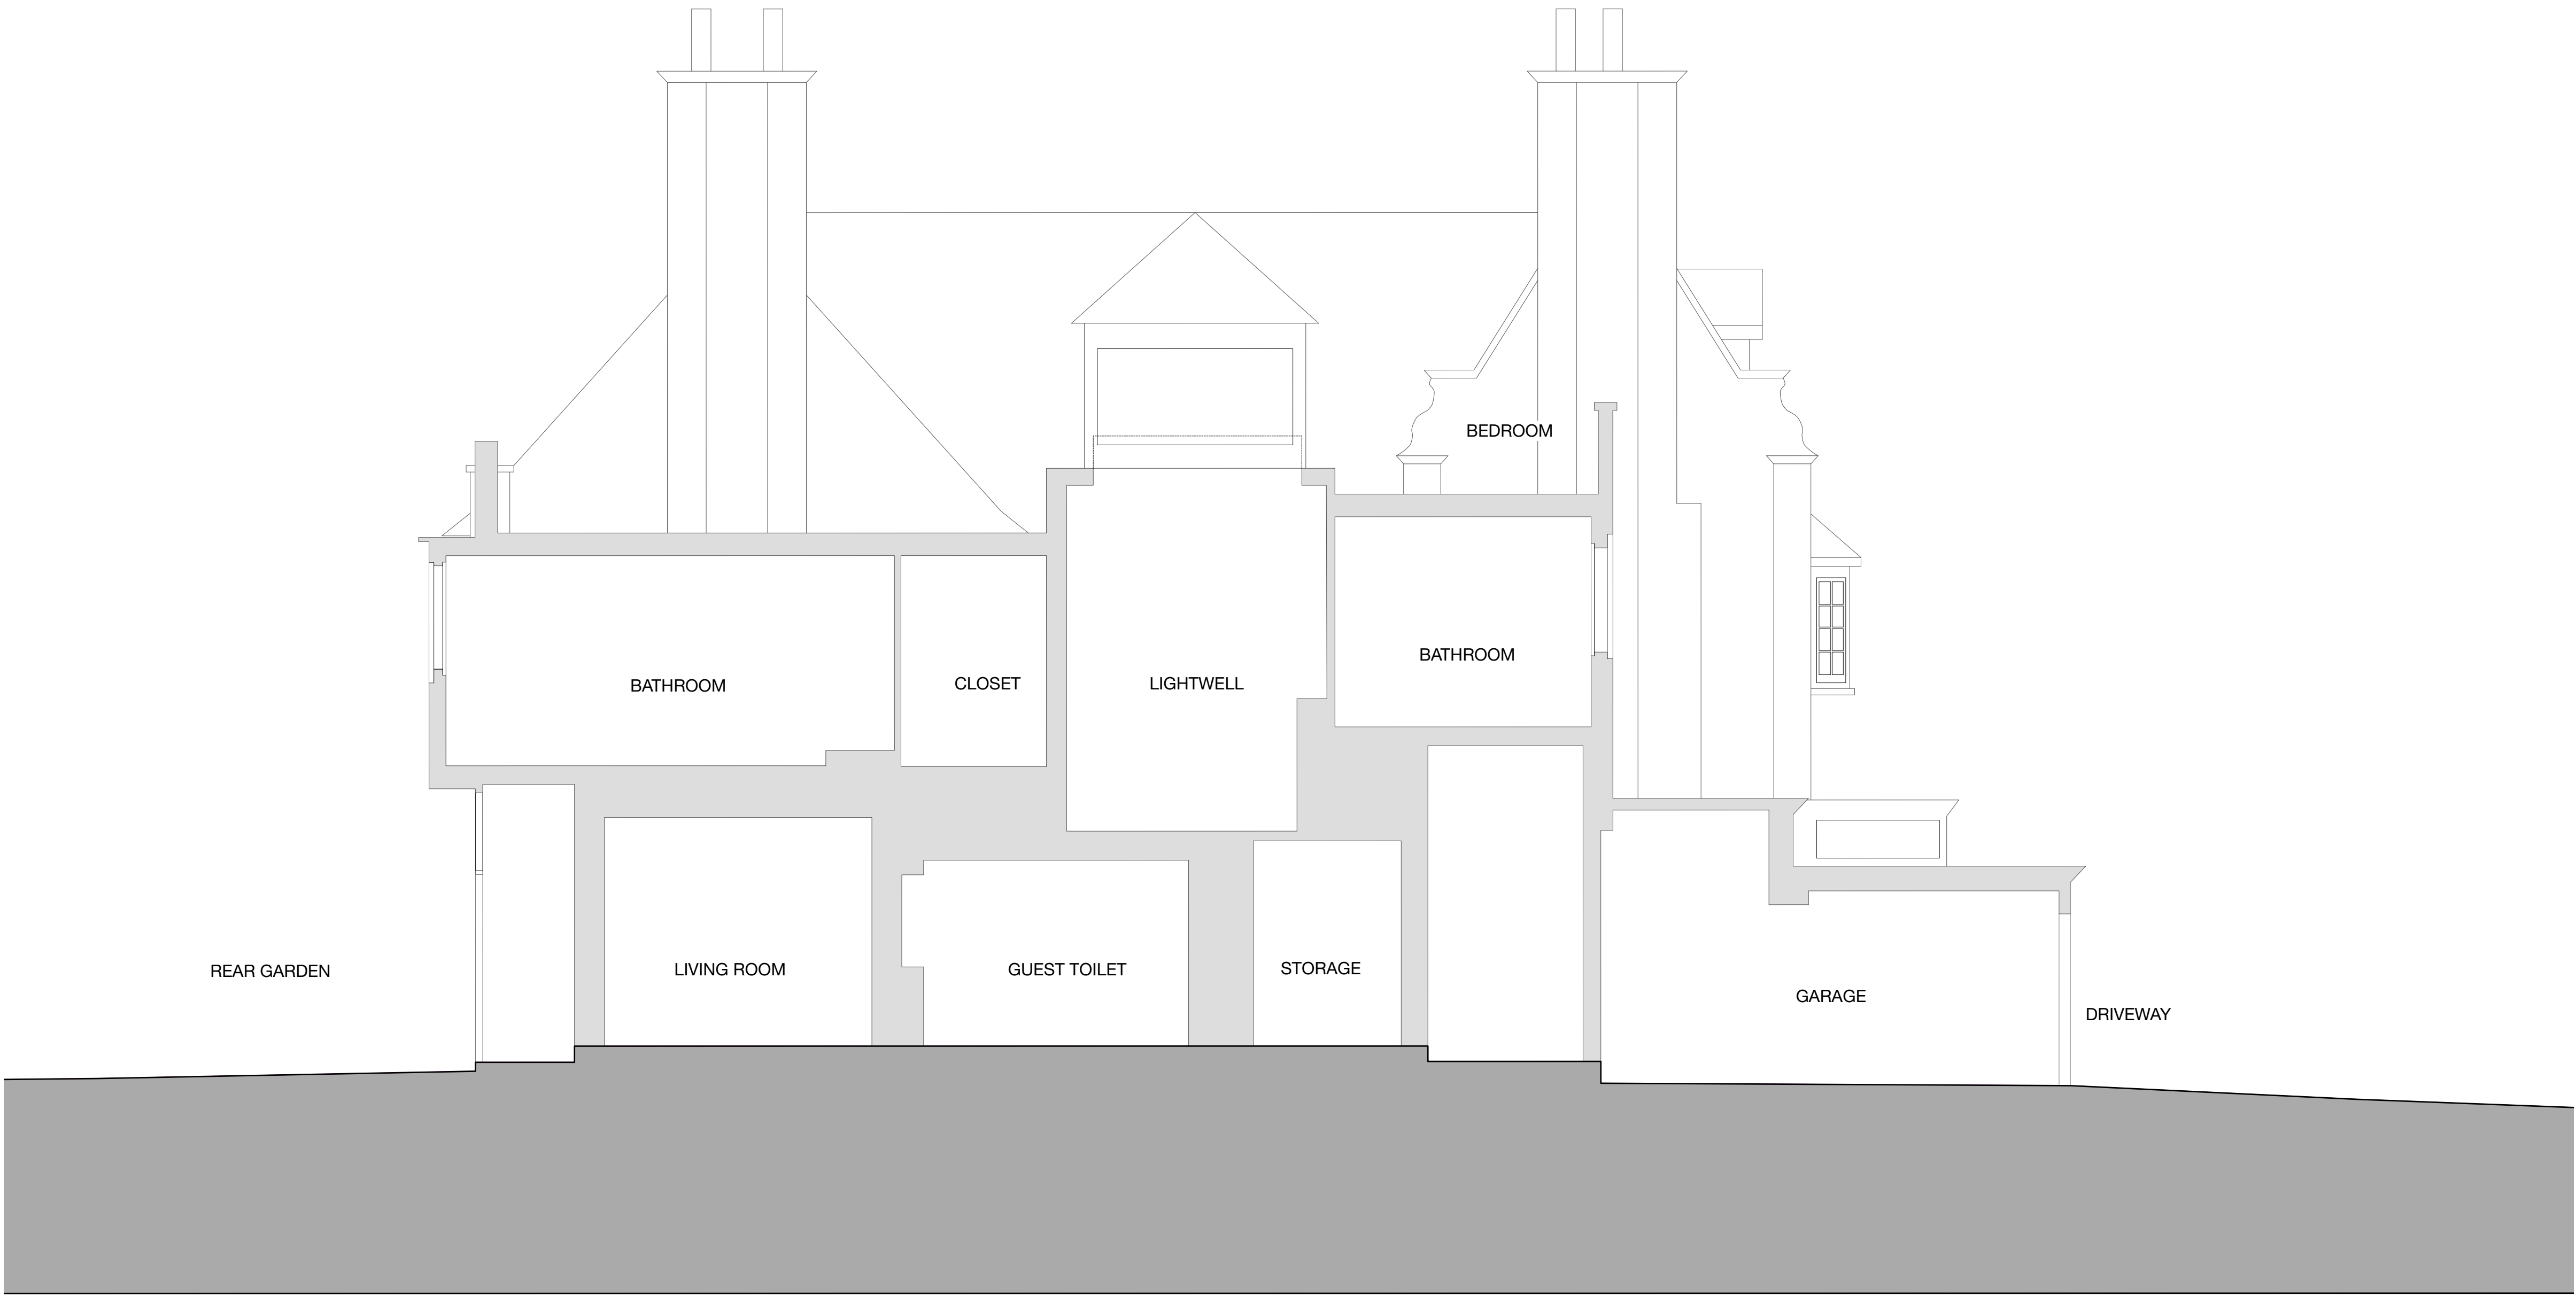 BEDROOM
BATHROOM
CLOSET
LIGHTWELL
BATHROOM
REAR GARDEN
LIVING ROOM
GUEST TOILET
STORAGE
GARAGE
DRIVEWAY